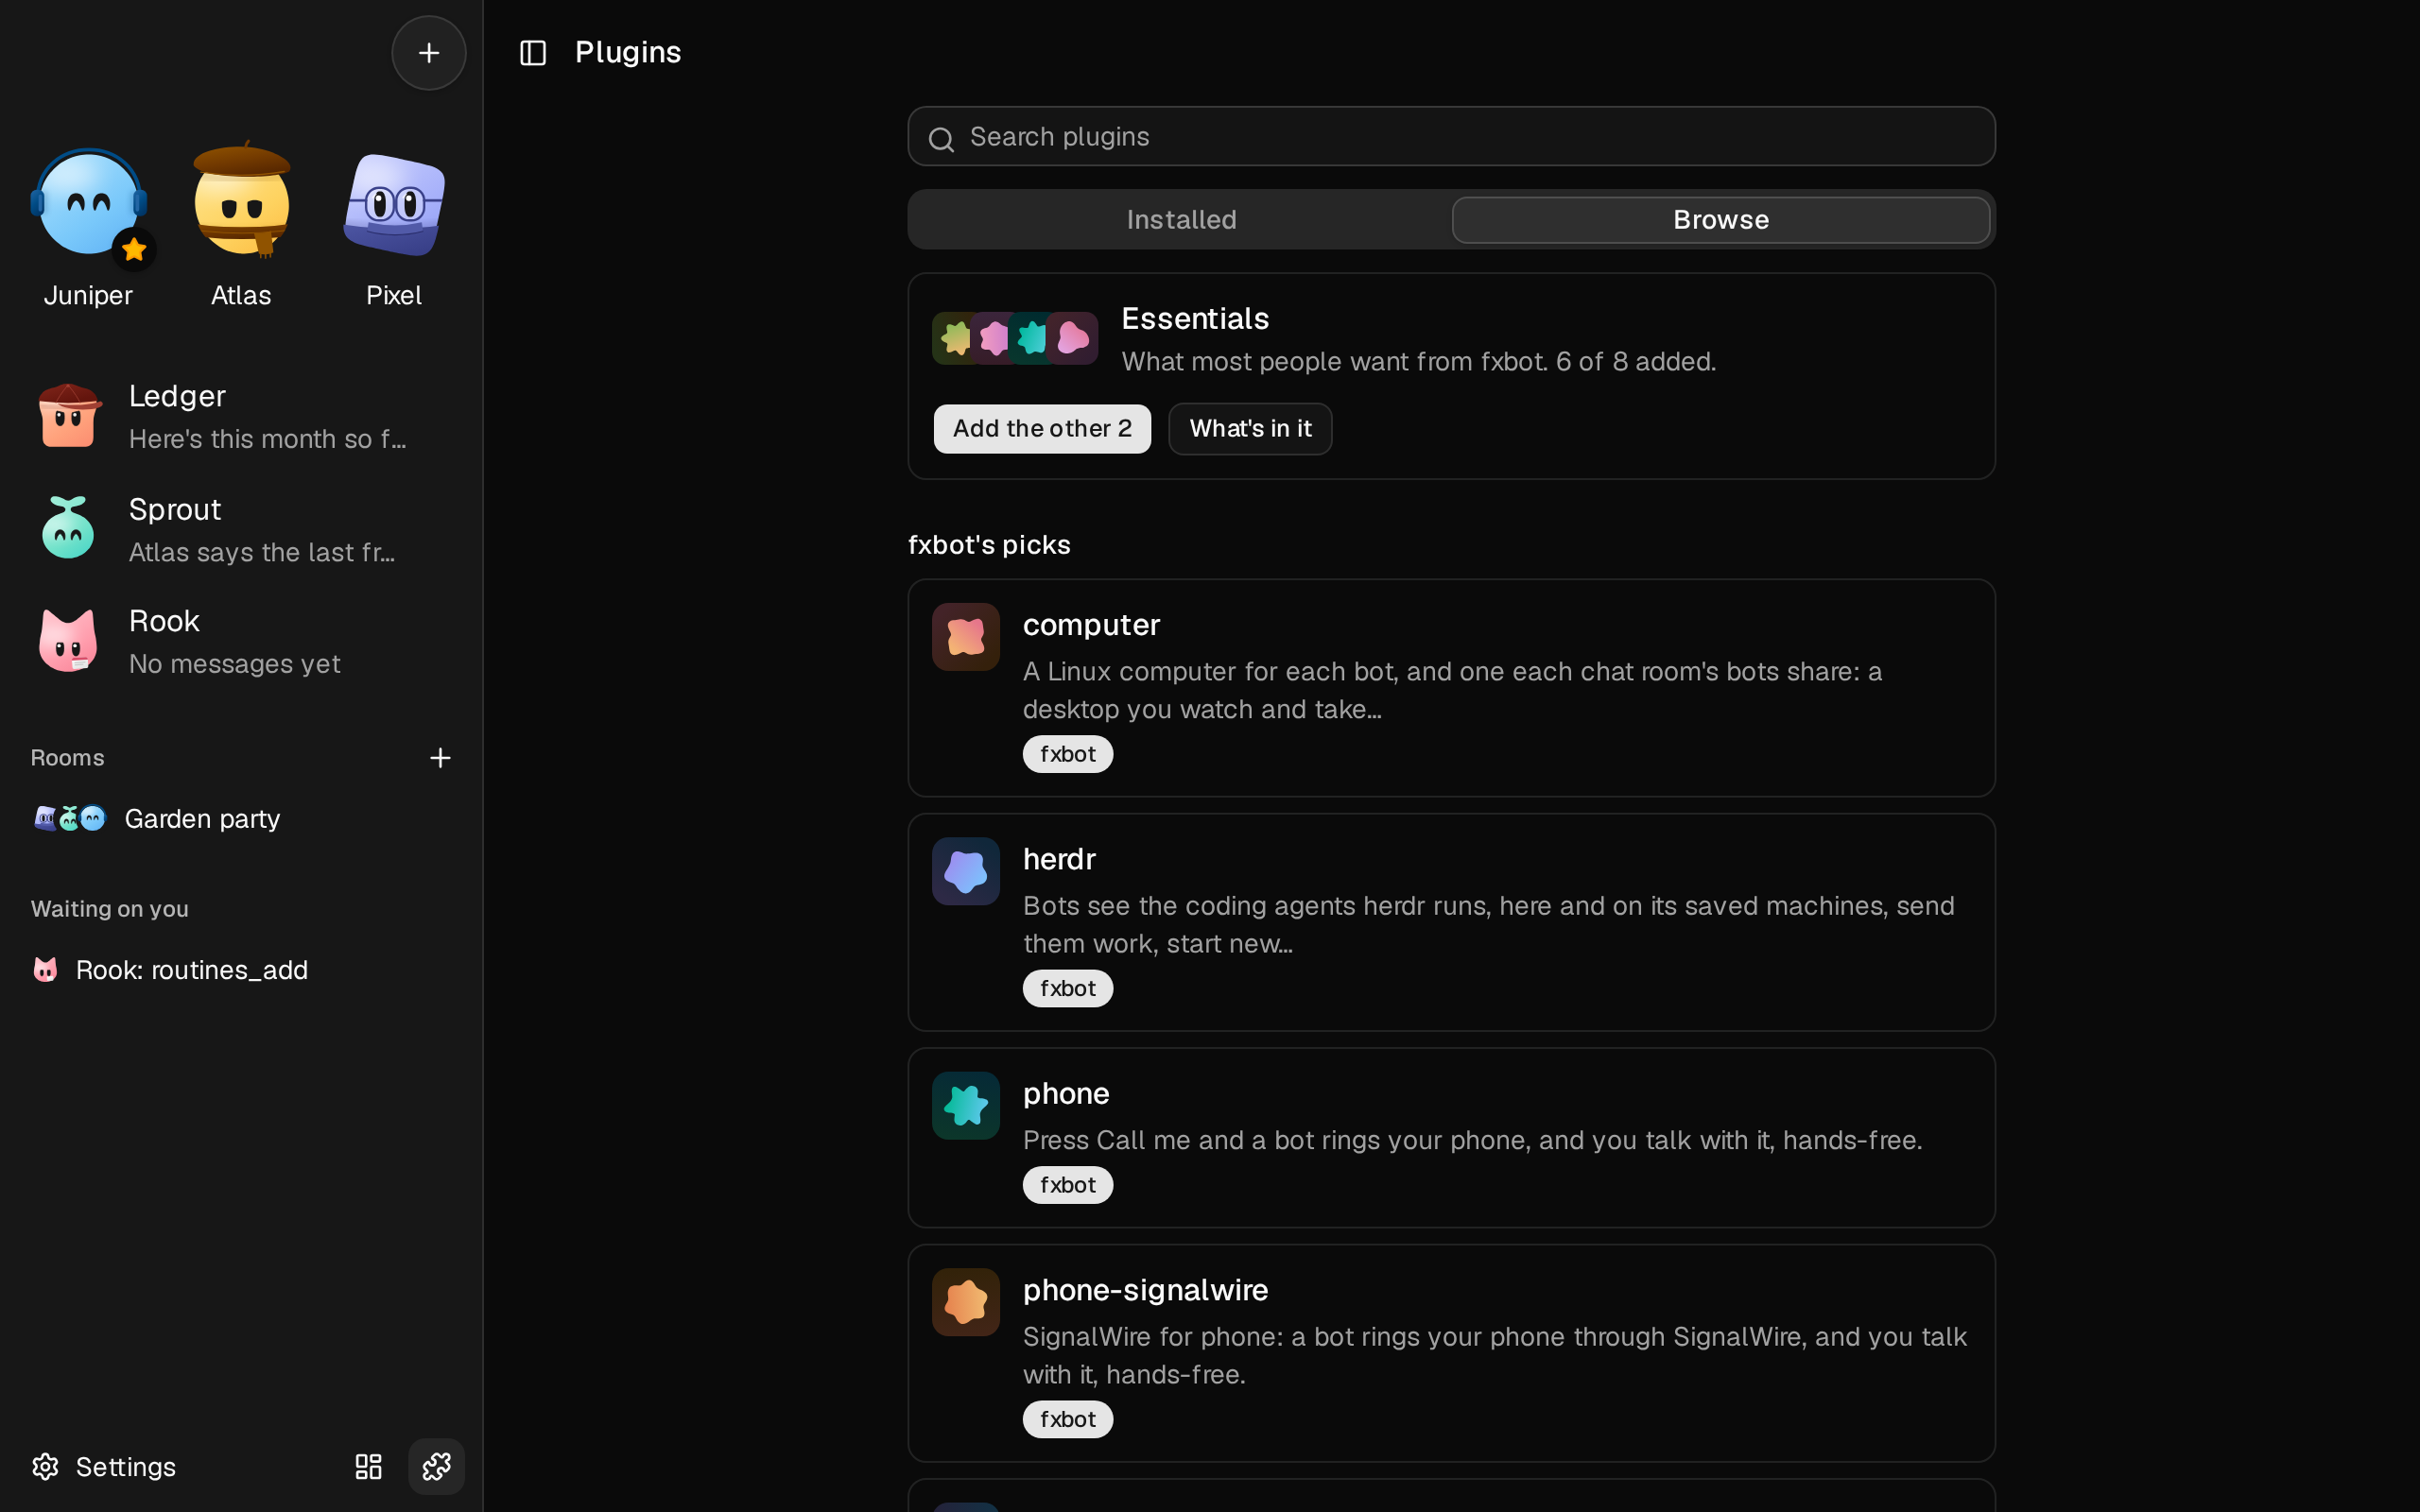 Juniper
Atlas
Pixel
Ledger
Here's this month so f...
Sprout
Atlas says the last fr...
Rook
No messages yet
Rooms
Garden party
Waiting on you
Rook: routines_add
Settings
Plugins
Search plugins
Installed
Browse
Essentials
What most people want from fxbot. 6 of 8 added.
Add the other 2
What's in it
fxbot's picks
computer
A Linux computer for each bot, and one each chat room's bots share: a
desktop you watch and take...
fxbot
herdr
Bots see the coding agents herdr runs, here and on its saved machines, send
them work, start new...
fxbot
phone
Press Call me and a bot rings your phone, and you talk with it, hands-free.
fxbot
phone-signalwire
SignalWire for phone: a bot rings your phone through SignalWire, and you talk
with it, hands-free.
fxbot